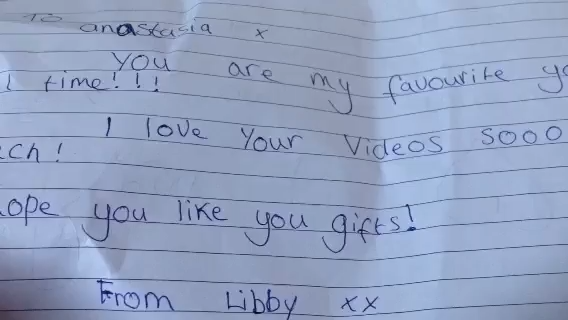 To anastasia x
You are my favourite yo
l time!!!
I love Your Videos sooo
ch!
ope you like you gifts!
From Libby xx